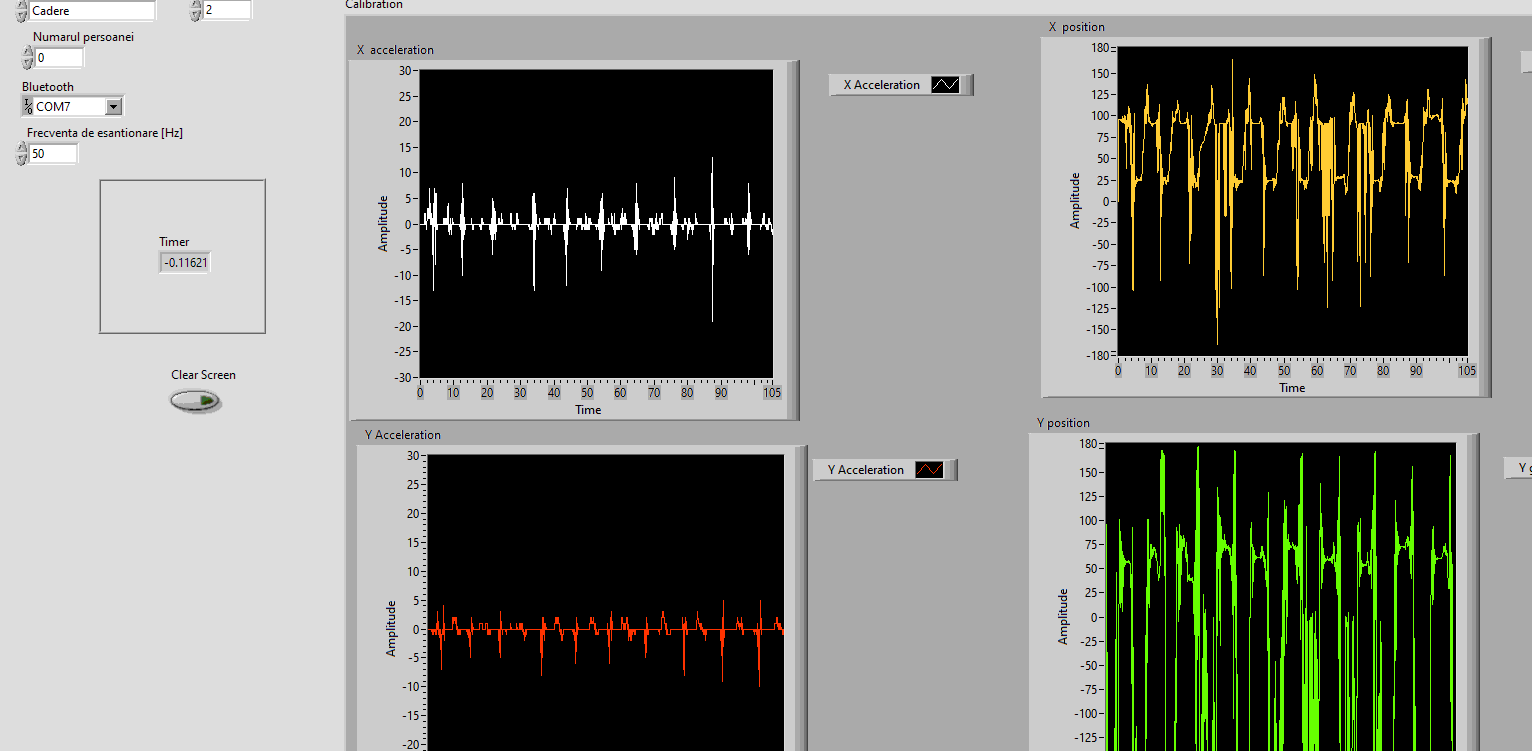 Cadere
2
Numarul persoanei
0
Bluetooth
COM7
Frecventa de esantionare [Hz]
50
Timer
-0.11621
Clear Screen
Calibration
X acceleration
X Acceleration
30
25
20
15
10
5
0
-5
-10
-15
-20
-25
-30
Amplitude
0 10 20 30 40 50 60 70 80 90 105
Time
X position
180
150
125
100
75
50
25
0
-25
-50
-75
-100
-125
-150
-180
Amplitude
0 10 20 30 40 50 60 70 80 90 105
Time
Y Acceleration
Y Acceleration
30
25
20
15
10
5
0
-5
-10
-15
-20
Amplitude
Y position
Y g
180
150
125
100
75
50
25
0
-25
-50
-75
-100
-125
Amplitude